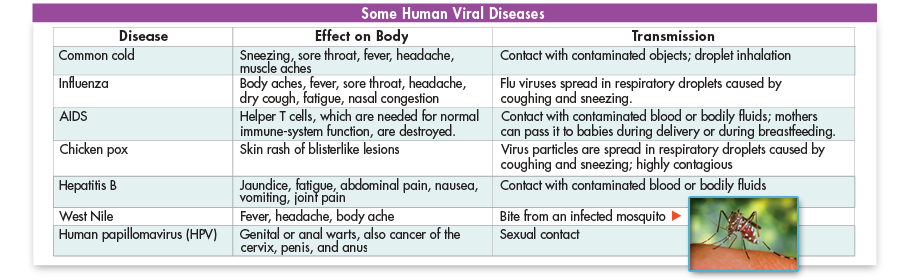 Some Human Viral Diseases
Disease Effect on Body Transmission
Common cold Sneezing, sore throat, fever, headache, Contact with contaminated objects; droplet inhalation
muscle aches
Influenza Body aches, fever, sore throat, headache, Flu viruses spread in respiratory droplets caused by
dry cough, fatigue, nasal congestion coughing and sneezing.
AIDS Helper T cells, which are needed for normal Contact with contaminated blood or bodily fluids; mothers
immune-system function, are destroyed. can pass it to babies during delivery or during breastfeeding.
Chicken pox Skin rash of blisterlike lesions Virus particles are spread in respiratory droplets caused by
coughing and sneezing; highly contagious
Hepatitis B Jaundice, fatigue, abdominal pain, nausea, Contact with contaminated blood or bodily fluids
vomiting, joint pain
West Nile Fever, headache, body ache Bite from an infected mosquito
Human papillomavirus (HPV) Genital or anal warts, also cancer of the Sexual contact
cervix, penis, and anus